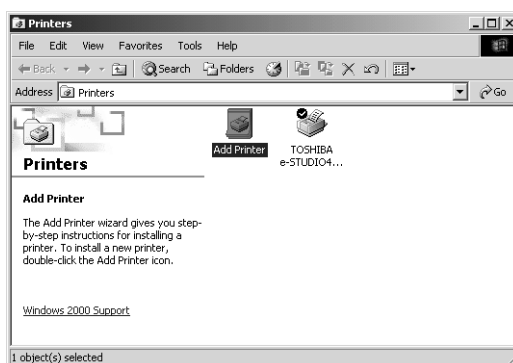 Printers
File Edit View Favorites Tools Help
Back Search Folders
Address Printers Go
Printers
Add Printer
The Add Printer wizard gives you step-
by-step instructions for installing a
printer. To install a new printer,
double-click the Add Printer icon.
Windows 2000 Support
Add Printer
TOSHIBA
e-STUDIO4...
1 object(s) selected